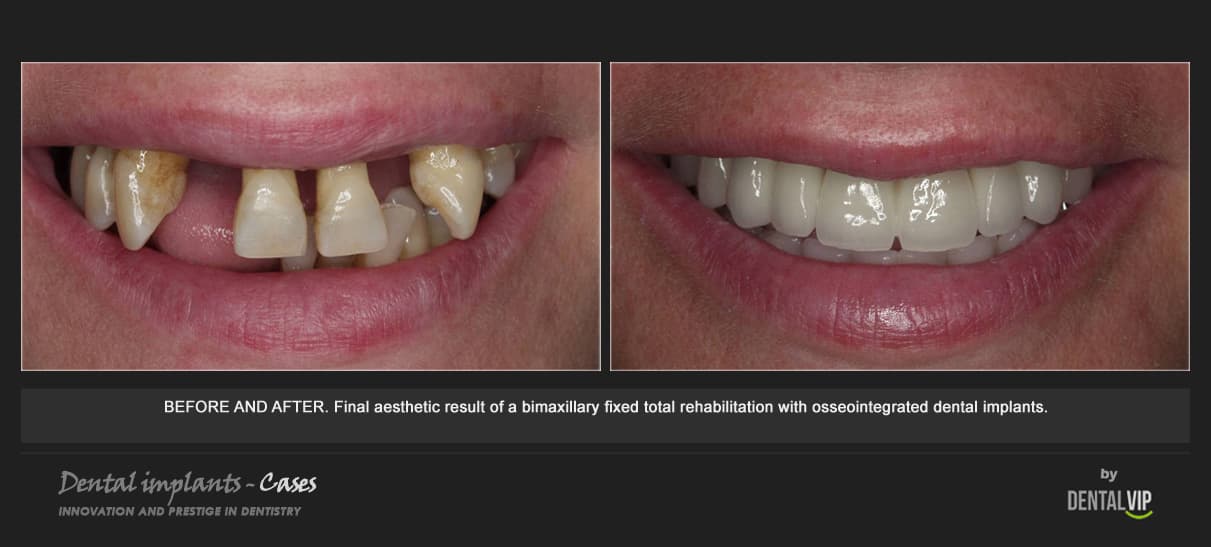 BEFORE AND AFTER. Final aesthetic result of a bimaxillary fixed total rehabilitation with osseointegrated dental implants.
Dental implants - Cases
INNOVATION AND PRESTIGE IN DENTISTRY
by
DENTALVIP